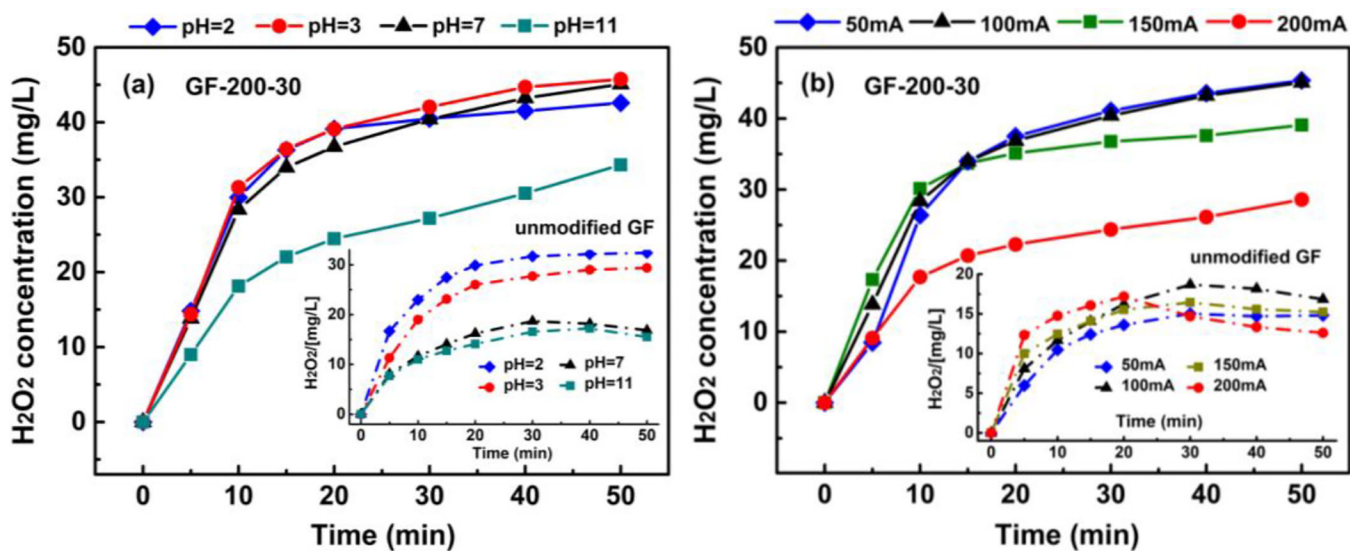 pH=2 pH=3 pH=7 pH=11
50
40
30
20
10
0
H2O2 concentration (mg/L)
(a) GF-200-30
unmodified GF
30
20
10
0
H2O2/[mg/L]
pH=2 pH=7
pH=3 pH=11
0 10 20 30 40 50
Time (min)
0 10 20 30 40 50
Time (min)
50mA 100mA 150mA 200mA
50
40
30
20
10
0
H2O2 concentration (mg/L)
(b) GF-200-30
unmodified GF
20
15
10
5
0
H2O2/[mg/L]
50mA 150mA
100mA 200mA
Time (min)
0 10 20 30 40 50
0 10 20 30 40 50
Time (min)